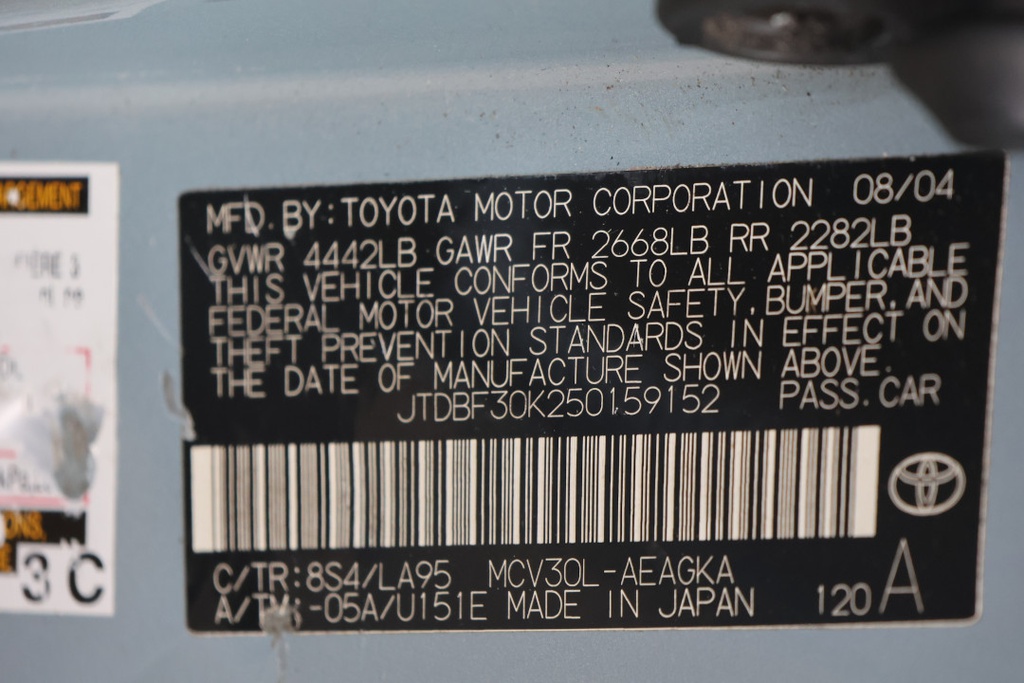 MFD. BY: TOYOTA MOTOR CORPORATION 08/04
GVWR 4442LB GAWR FR 2668LB RR 2282LB
THIS VEHICLE CONFORMS TO ALL APPLICABLE
FEDERAL MOTOR VEHICLE SAFETY, BUMPER, AND
THEFT PREVENTION STANDARDS IN EFFECT ON
THE DATE OF MANUFACTURE SHOWN ABOVE.
JTDBF30K250159152 PASS. CAR
C/TR: 8S4/LA95 MCV30L-AEAGKA
A/TM: -05A/U151E MADE IN JAPAN 120 A
3 C